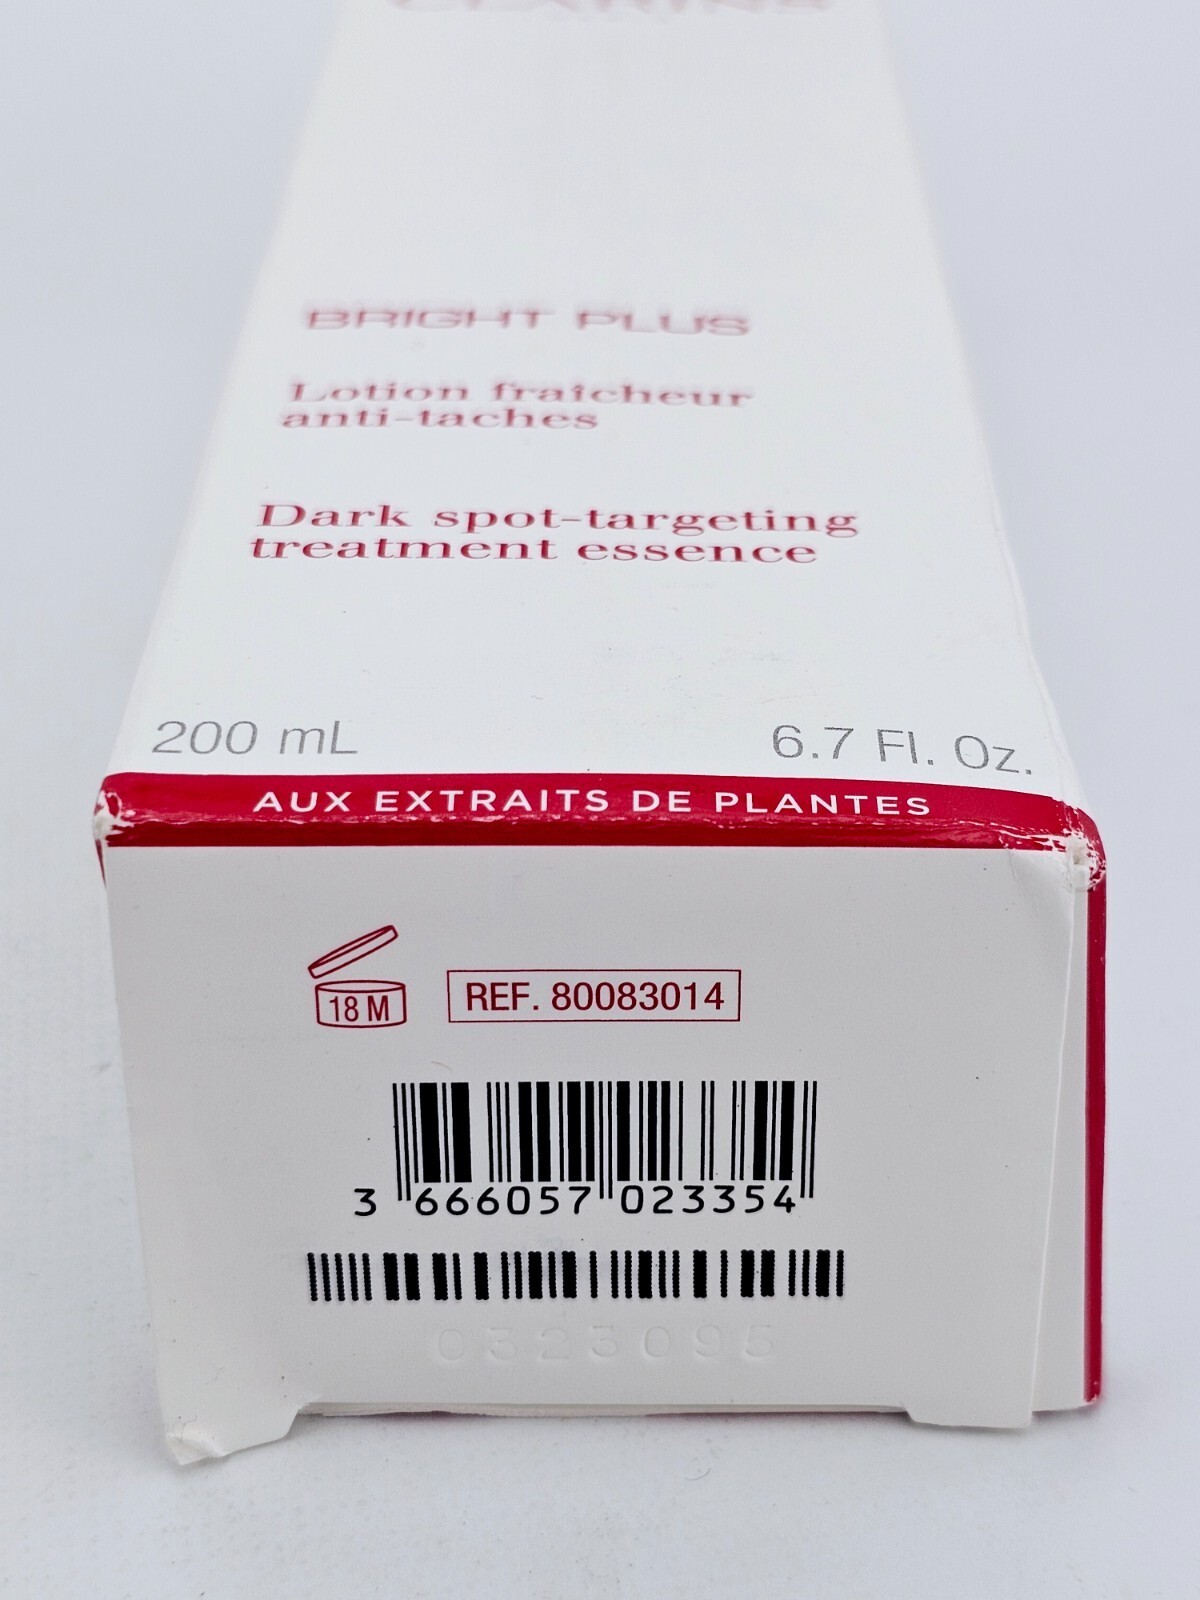 BRIGHT PLUS
Lotion fraîcheur
anti-taches
Dark spot-targeting
treatment essence
200 mL
6.7 Fl. Oz.
AUX EXTRAITS DE PLANTES
18 M
REF. 80083014
3 666057 023354
0323095